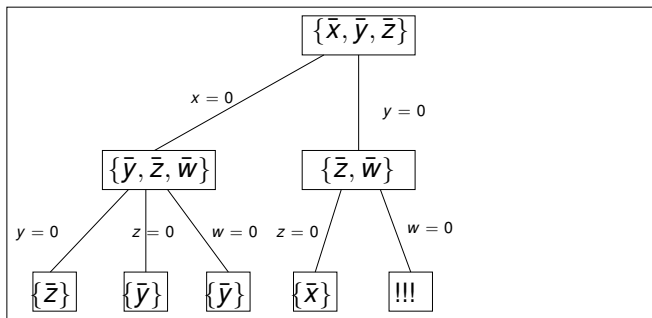 {x̄, ȳ, z̄}
x = 0
y = 0
{ȳ, z̄, w̄}
{z̄, w̄}
y = 0
z = 0
w = 0
z = 0
w = 0
{z̄}
{ȳ}
{ȳ}
{x̄}
!!!